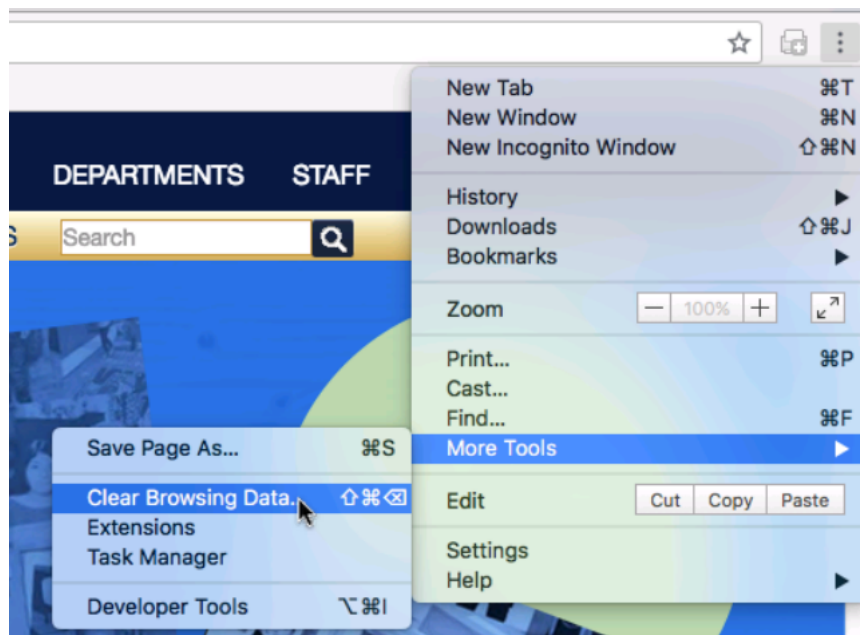 New Tab ⌘T
New Window ⌘N
New Incognito Window ⇧⌘N
DEPARTMENTS STAFF
History
Downloads ⇧⌘J
Bookmarks
S
Search
Zoom 100%
Print... ⌘P
Cast...
Find... ⌘F
More Tools
Save Page As... ⌘S
Clear Browsing Data... ⇧⌘⌫
Extensions
Task Manager
Developer Tools ⌥⌘I
Edit Cut Copy Paste
Settings
Help